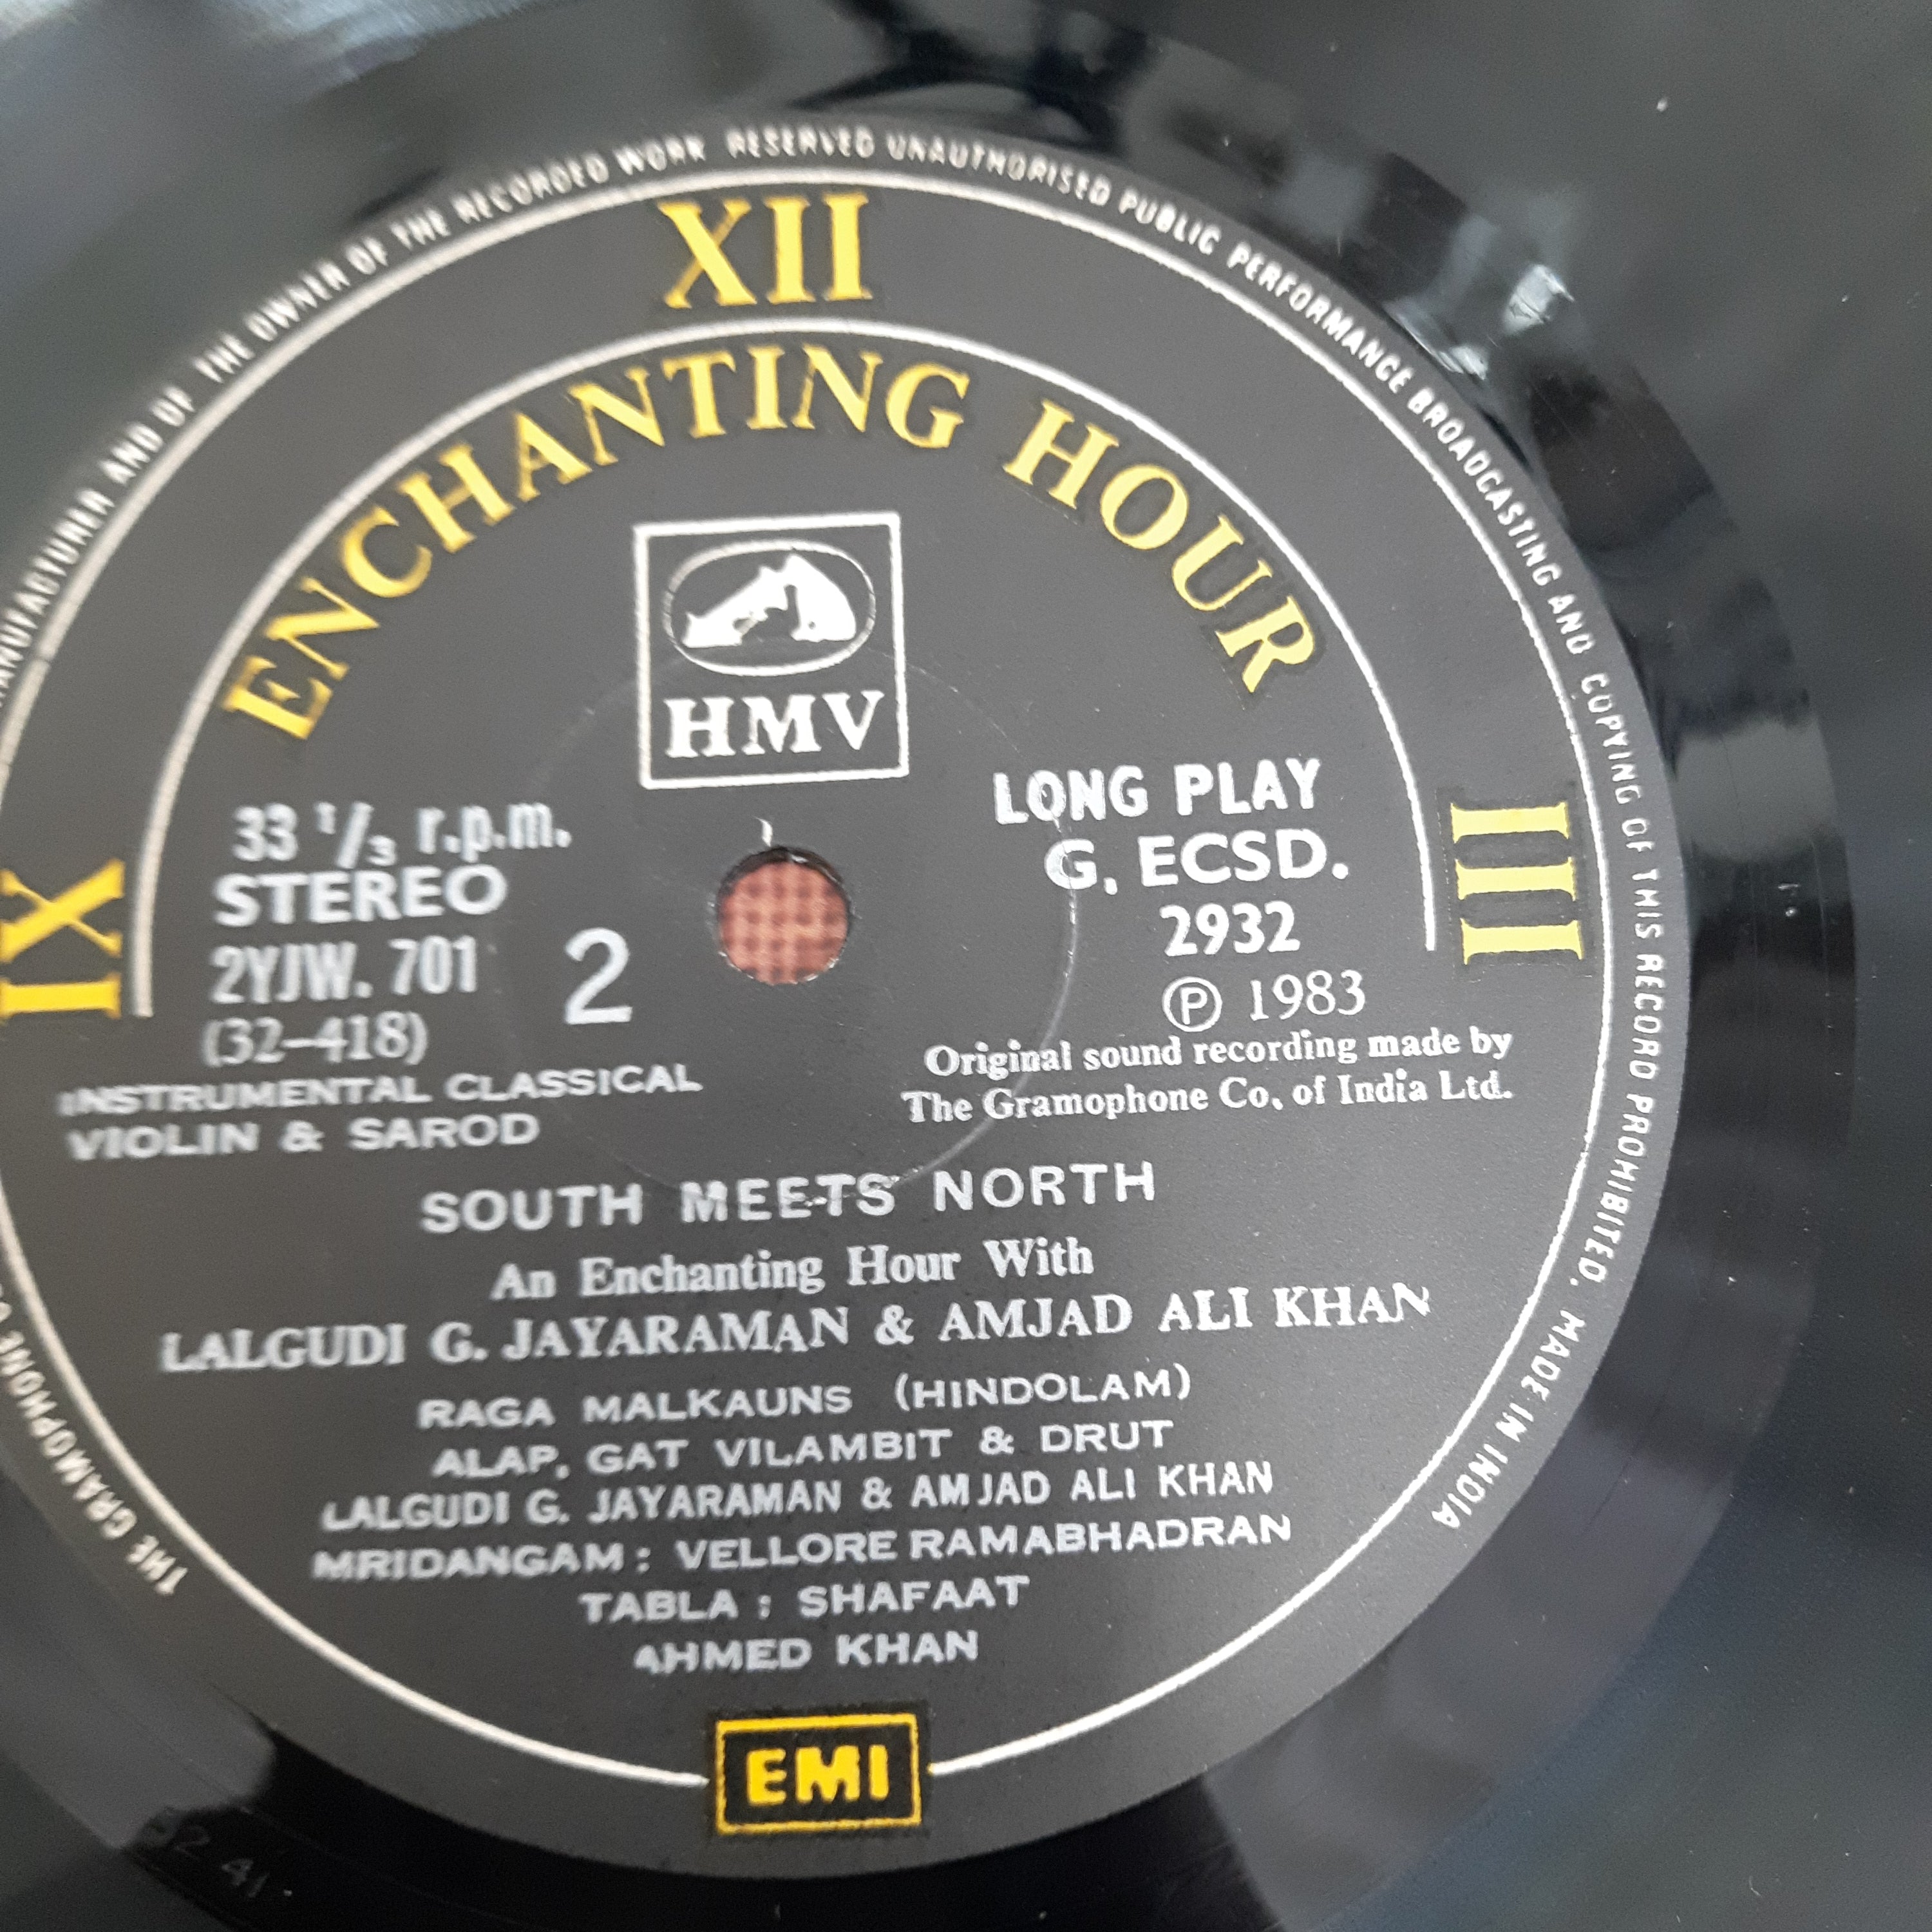 MANUFACTURER AND OF THE OWNER OF THE RECORDED WORK RESERVED UNAUTHORISED PUBLIC PERFORMANCE BROADCASTING AND COPYING OF THIS RECORD PROHIBITED. MADE IN INDIA
XII
ENCHANTING HOUR
HMV
33 1/3 r.p.m.
STEREO
2YJW. 701
(32–418)
2
LONG PLAY
G. ECSD.
2932
℗ 1983
IX
III
Original sound recording made by
The Gramophone Co. of India Ltd.
INSTRUMENTAL CLASSICAL
VIOLIN & SAROD
SOUTH MEETS NORTH
An Enchanting Hour With
LALGUDI G. JAYARAMAN & AMJAD ALI KHAN
RAGA MALKAUNS (HINDOLAM)
ALAP, GAT VILAMBIT & DRUT
LALGUDI G. JAYARAMAN & AMJAD ALI KHAN
MRIDANGAM : VELLORE RAMABHADRAN
TABLA : SHAFAAT
AHMED KHAN
THE GRAMOPHONE
EMI